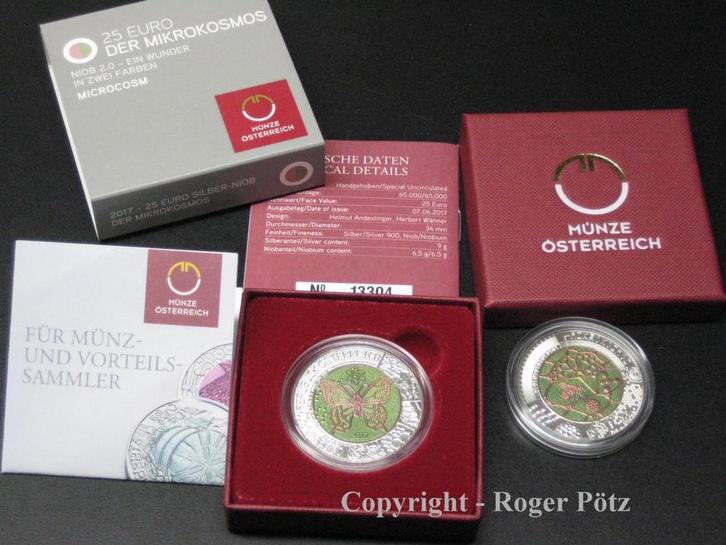 25 EURO
DER MIKROKOSMOS
NIOB 2.0 – EIN WUNDER
IN ZWEI FARBEN
MICROCOSM
MÜNZE
ÖSTERREICH
2017 – 25 EURO SILBER-NIOB
DER MIKROKOSMOS
SCHE DATEN
CAL DETAILS
Handgehoben/Special Uncirculated
65.000/65,000
Nennwert/Face Value: 25 Euro
Ausgabetag/Date of issue: 07.06.2017
Design: Helmut Andexlinger, Herbert Wähner
Durchmesser/Diameter: 34 mm
Feinheit/Fineness: Silber/Silver 900, Niob/Niobium
Silberanteil/Silver content: 9 g
Niobanteil/Niobium content: 6,5 g/6.5 g
Nº 13304
MÜNZE
ÖSTERREICH
MÜNZE
ÖSTERREICH
FÜR MÜNZ-
UND VORTEILS-
SAMMLER
Copyright - Roger Pötz